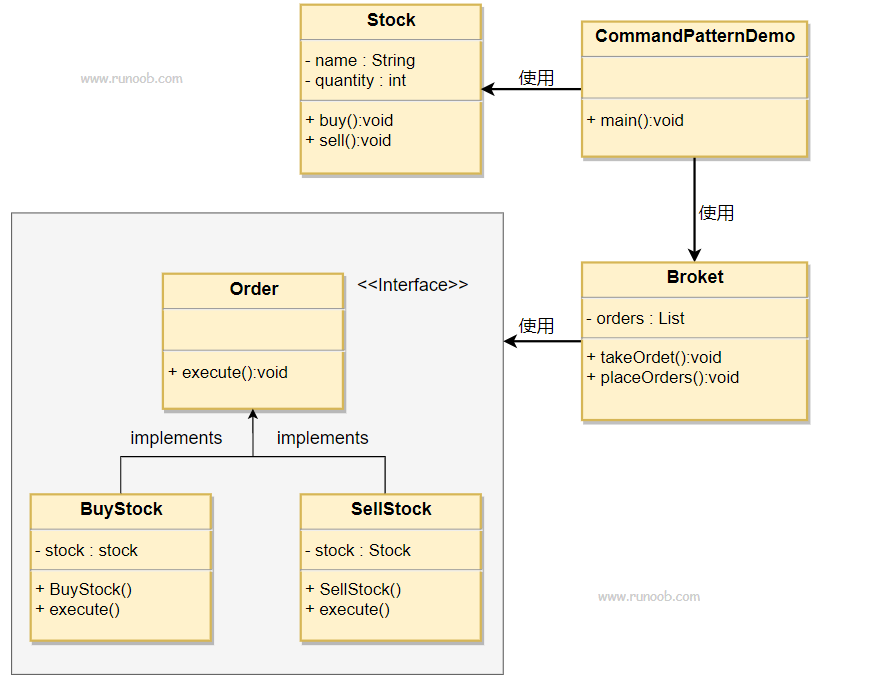 Stock
- name : String
- quantity : int
+ buy():void
+ sell():void
CommandPatternDemo
+ main():void
www.runoob.com
使用
使用
Order
<<Interface>>
+ execute():void
Broket
- orders : List
+ takeOrdet():void
+ placeOrders():void
使用
implements
implements
BuyStock
- stock : stock
+ BuyStock()
+ execute()
SellStock
- stock : Stock
+ SellStock()
+ execute()
www.runoob.com